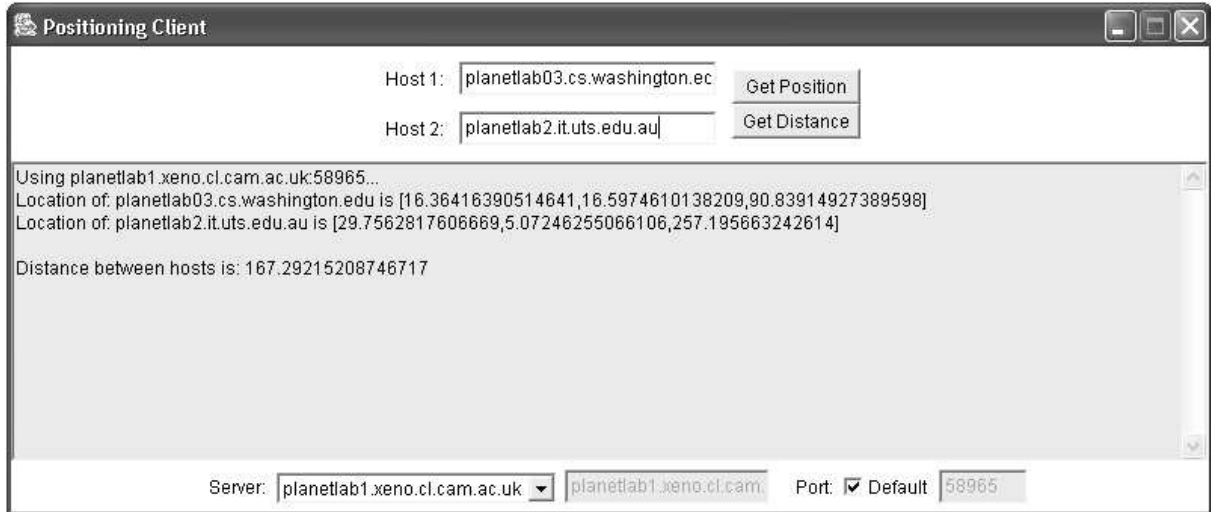 Positioning Client
Host 1: planetlab03.cs.washington.ec Get Position
Host 2: planetlab2.it.uts.edu.au Get Distance
Using planetlab1.xeno.cl.cam.ac.uk:58965...
Location of: planetlab03.cs.washington.edu is [16.36416390514641,16.5974610138209,90.83914927389598]
Location of: planetlab2.it.uts.edu.au is [29.7562817606669,5.07246255066106,257.195663242614]
Distance between hosts is: 167.29215208746717
Server: planetlab1.xeno.cl.cam.ac.uk planetlab1.xeno.cl.cam. Port: Default 58965